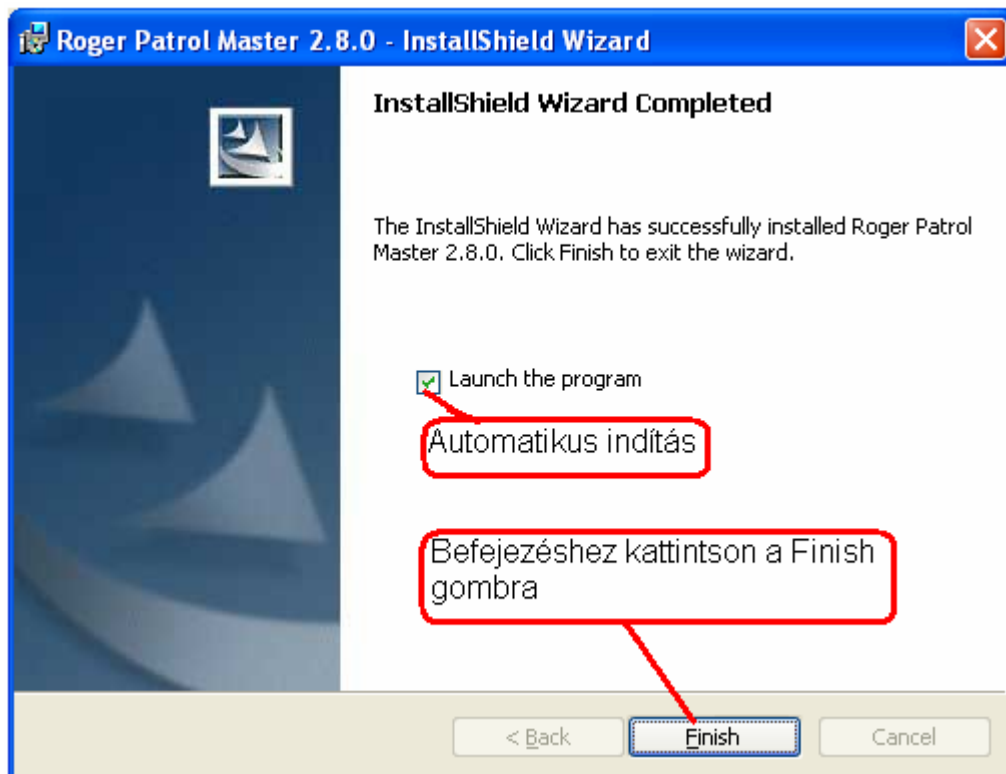 Roger Patrol Master 2.8.0 - InstallShield Wizard
InstallShield Wizard Completed
The InstallShield Wizard has successfully installed Roger Patrol
Master 2.8.0. Click Finish to exit the wizard.
Launch the program
Automatikus indítás
Befejezéshez kattintson a Finish
gombra
< Back
Finish
Cancel